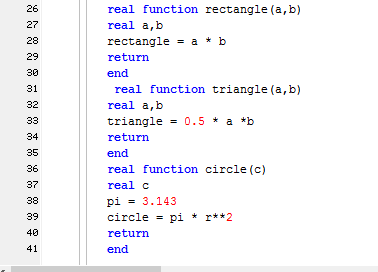 26 real function rectangle(a,b)
27 real a,b
28 rectangle = a * b
29 return
30 end
31 real function triangle(a,b)
32 real a,b
33 triangle = 0.5 * a *b
34 return
35 end
36 real function circle(c)
37 real c
38 pi = 3.143
39 circle = pi * r**2
40 return
41 end